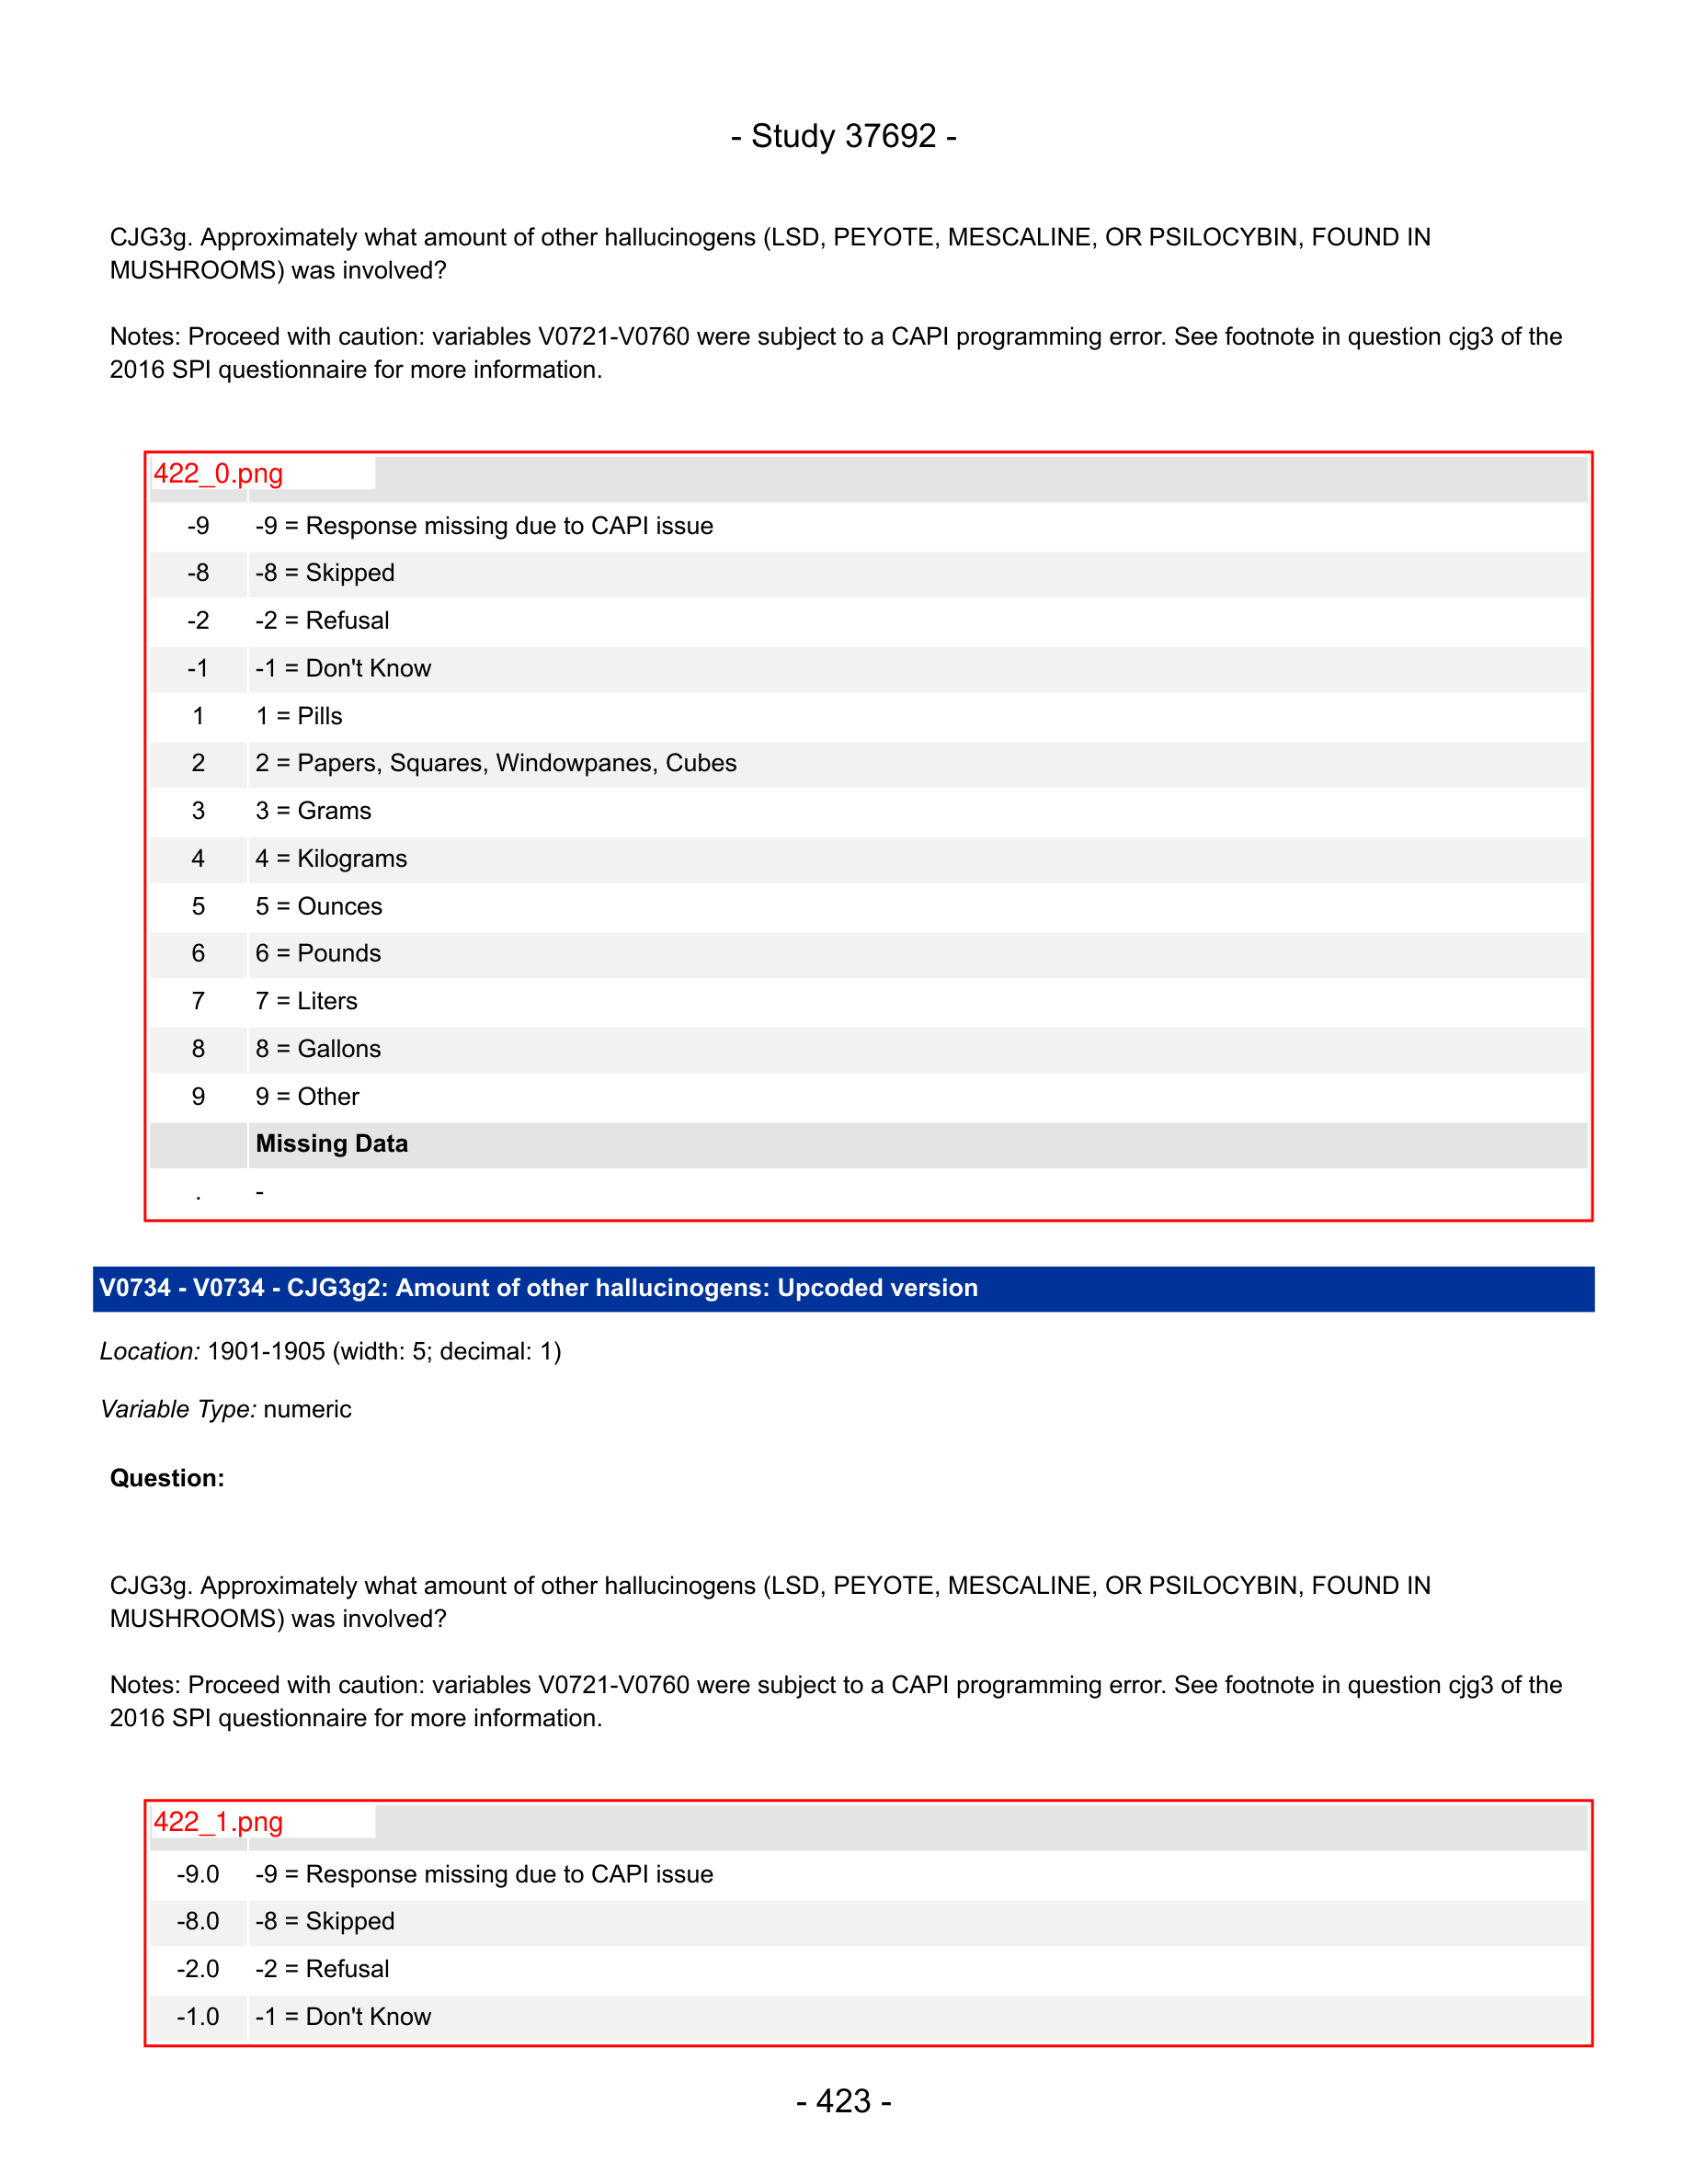 - Study 37692 -
CJG3g. Approximately what amount of other hallucinogens (LSD, PEYOTE, MESCALINE, OR PSILOCYBIN, FOUND IN
MUSHROOMS) was involved?
Notes: Proceed with caution: variables V0721-V0760 were subject to a CAPI programming error. See footnote in question cjg3 of the
2016 SPI questionnaire for more information.
422_0.png
-9 -9 = Response missing due to CAPI issue
-8 -8 = Skipped
-2 -2 = Refusal
-1 -1 = Don't Know
1 1 = Pills
2 2 = Papers, Squares, Windowpanes, Cubes
3 3 = Grams
4 4 = Kilograms
5 5 = Ounces
6 6 = Pounds
7 7 = Liters
8 8 = Gallons
9 9 = Other
Missing Data
. -
V0734 - V0734 - CJG3g2: Amount of other hallucinogens: Upcoded version
Location: 1901-1905 (width: 5; decimal: 1)
Variable Type: numeric
Question:
CJG3g. Approximately what amount of other hallucinogens (LSD, PEYOTE, MESCALINE, OR PSILOCYBIN, FOUND IN
MUSHROOMS) was involved?
Notes: Proceed with caution: variables V0721-V0760 were subject to a CAPI programming error. See footnote in question cjg3 of the
2016 SPI questionnaire for more information.
422_1.png
-9.0 -9 = Response missing due to CAPI issue
-8.0 -8 = Skipped
-2.0 -2 = Refusal
-1.0 -1 = Don't Know
- 423 -